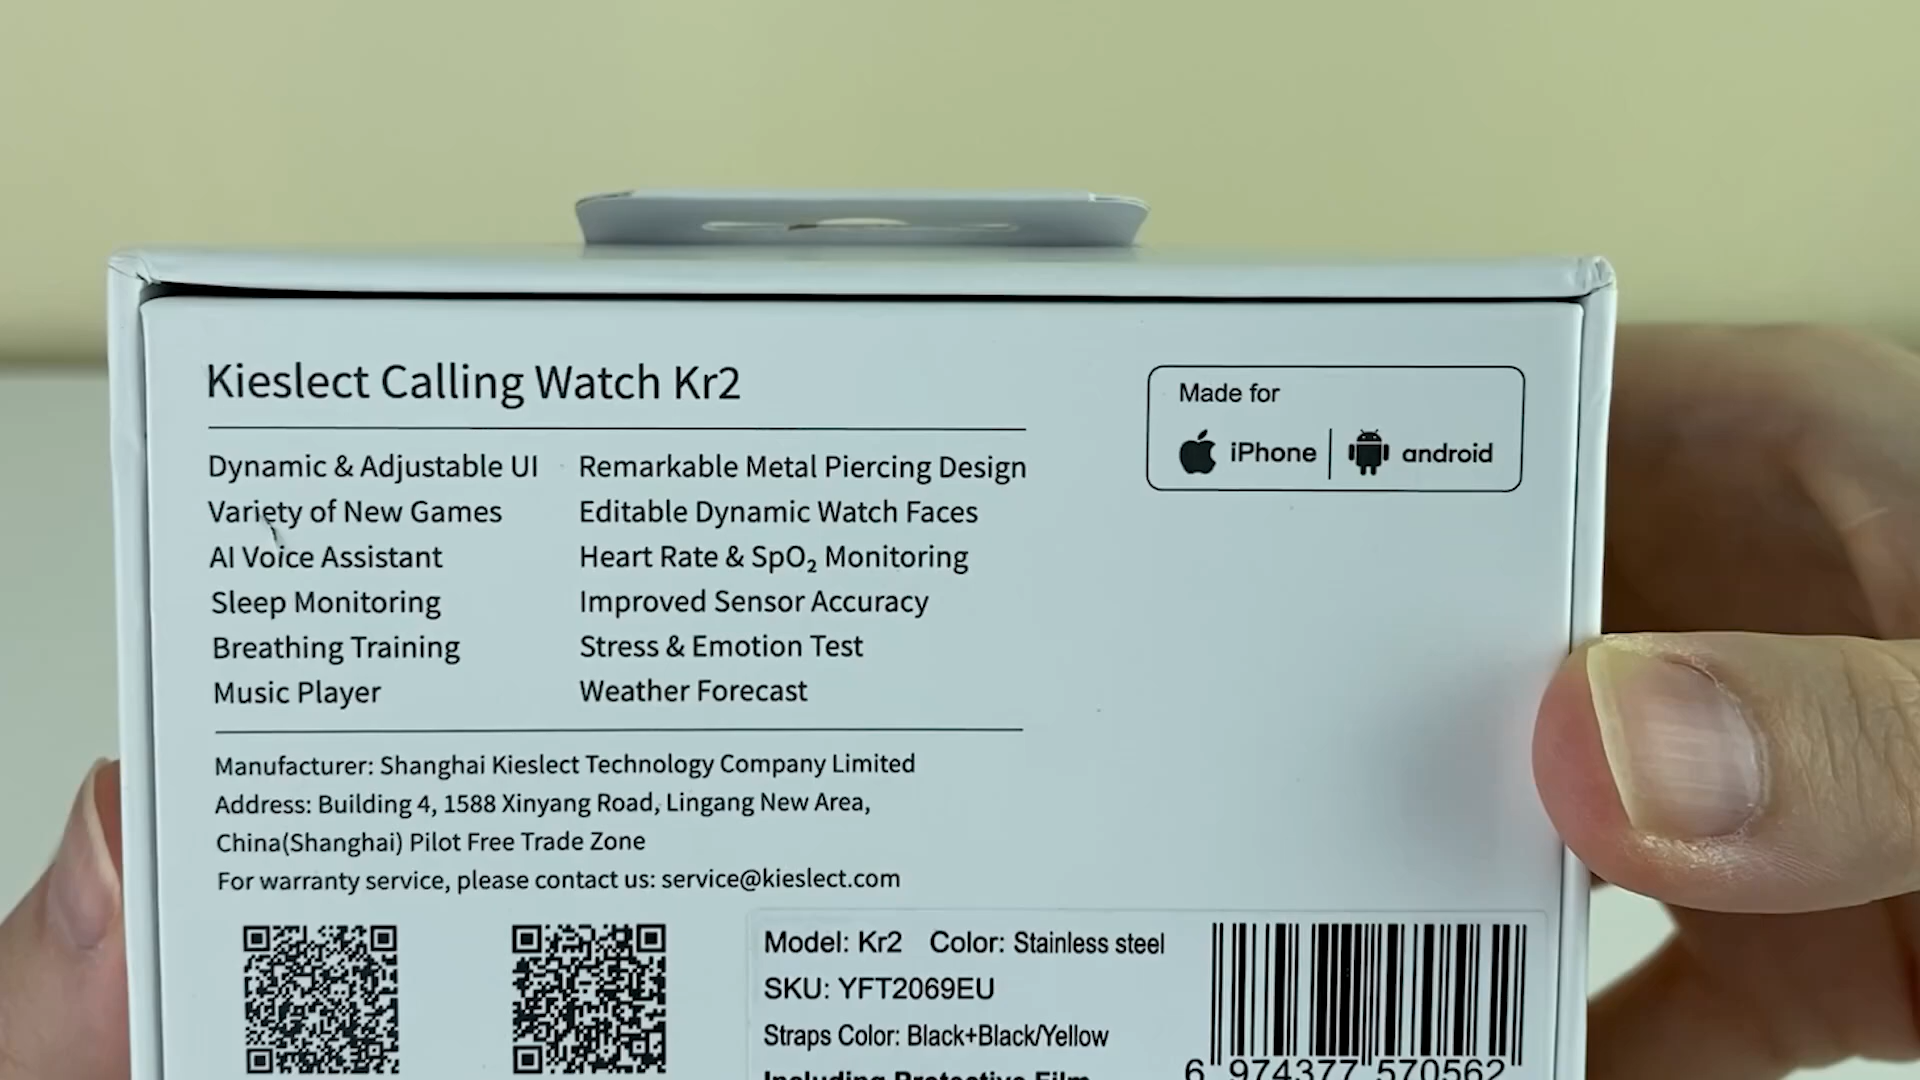 Kieslect Calling Watch Kr2
Made for
iPhone | android
Dynamic & Adjustable UI
Remarkable Metal Piercing Design
Variety of New Games
Editable Dynamic Watch Faces
AI Voice Assistant
Heart Rate & SpO₂ Monitoring
Sleep Monitoring
Improved Sensor Accuracy
Breathing Training
Stress & Emotion Test
Music Player
Weather Forecast
Manufacturer: Shanghai Kieslect Technology Company Limited
Address: Building 4, 1588 Xinyang Road, Lingang New Area,
China(Shanghai) Pilot Free Trade Zone
For warranty service, please contact us: service@kieslect.com
Model: Kr2 Color: Stainless steel
SKU: YFT2069EU
Straps Color: Black+Black/Yellow
Including Protective Film
6 974377 570562